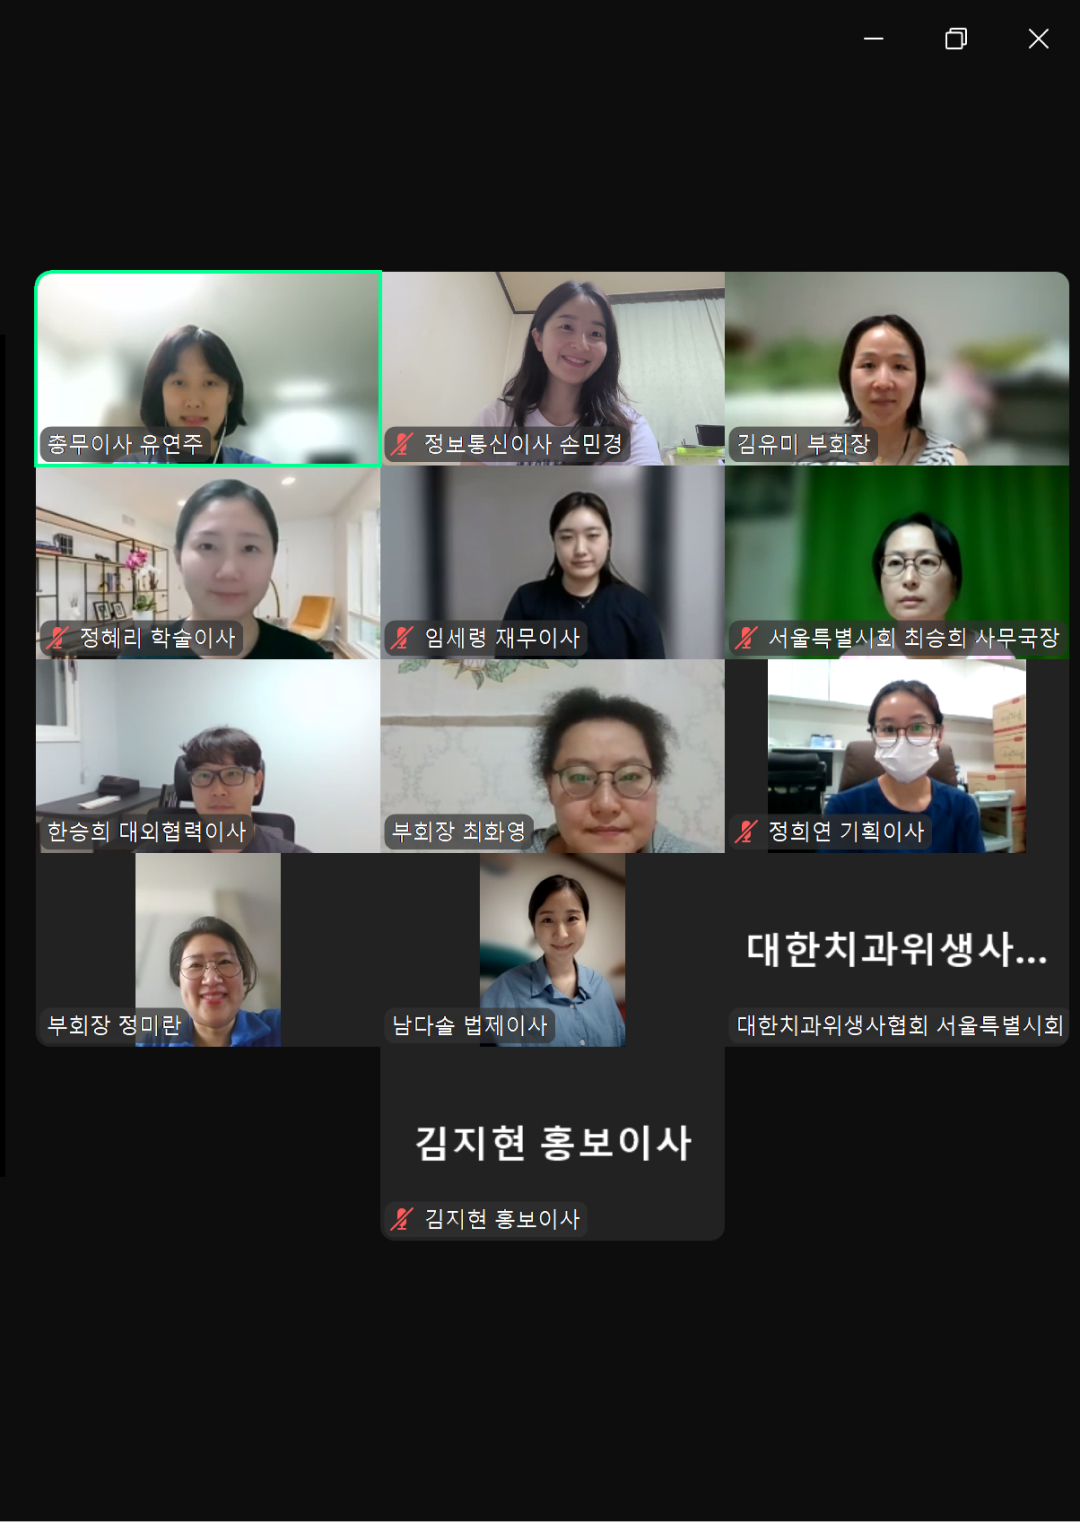 총무이사 유연주
정보통신이사 손민경
김유미 부회장
정혜리 학술이사
임세령 재무이사
서울특별시회 최승희 사무국장
한승희 대외협력이사
부회장 최화영
정희연 기획이사
대한치과위생사...
부회장 정미란
남다솔 법제이사
대한치과위생사협회 서울특별시회
김지현 홍보이사
김지현 홍보이사